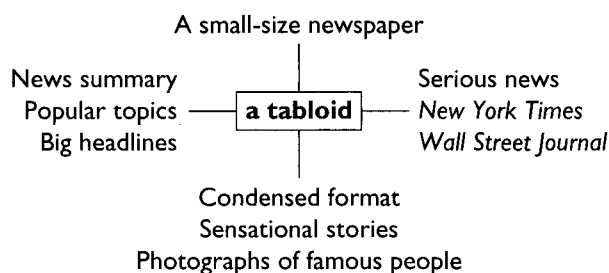 A small-size newspaper
News summary
Popular topics
Big headlines
a tabloid
Serious news
New York Times
Wall Street Journal
Condensed format
Sensational stories
Photographs of famous people